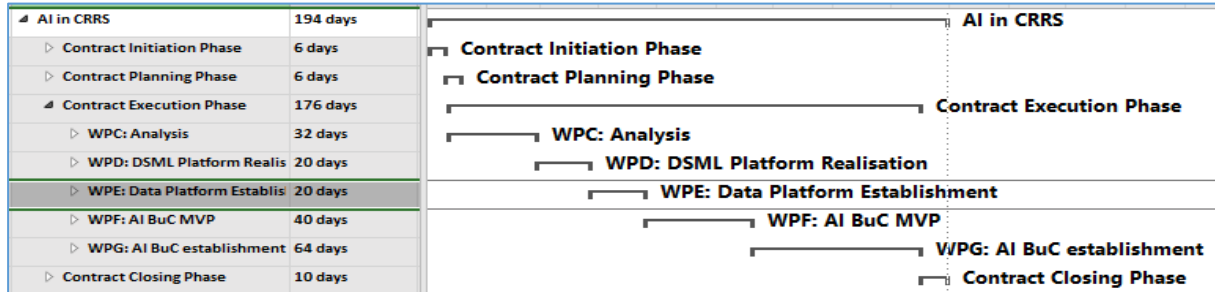 AI in CRRS 194 days AI in CRRS
Contract Initiation Phase 6 days Contract Initiation Phase
Contract Planning Phase 6 days Contract Planning Phase
Contract Execution Phase 176 days Contract Execution Phase
WPC: Analysis 32 days WPC: Analysis
WPD: DSML Platform Realis 20 days WPD: DSML Platform Realisation
WPE: Data Platform Establis 20 days WPE: Data Platform Establishment
WPF: AI BuC MVP 40 days WPF: AI BuC MVP
WPG: AI BuC establishment 64 days WPG: AI BuC establishment
Contract Closing Phase 10 days Contract Closing Phase